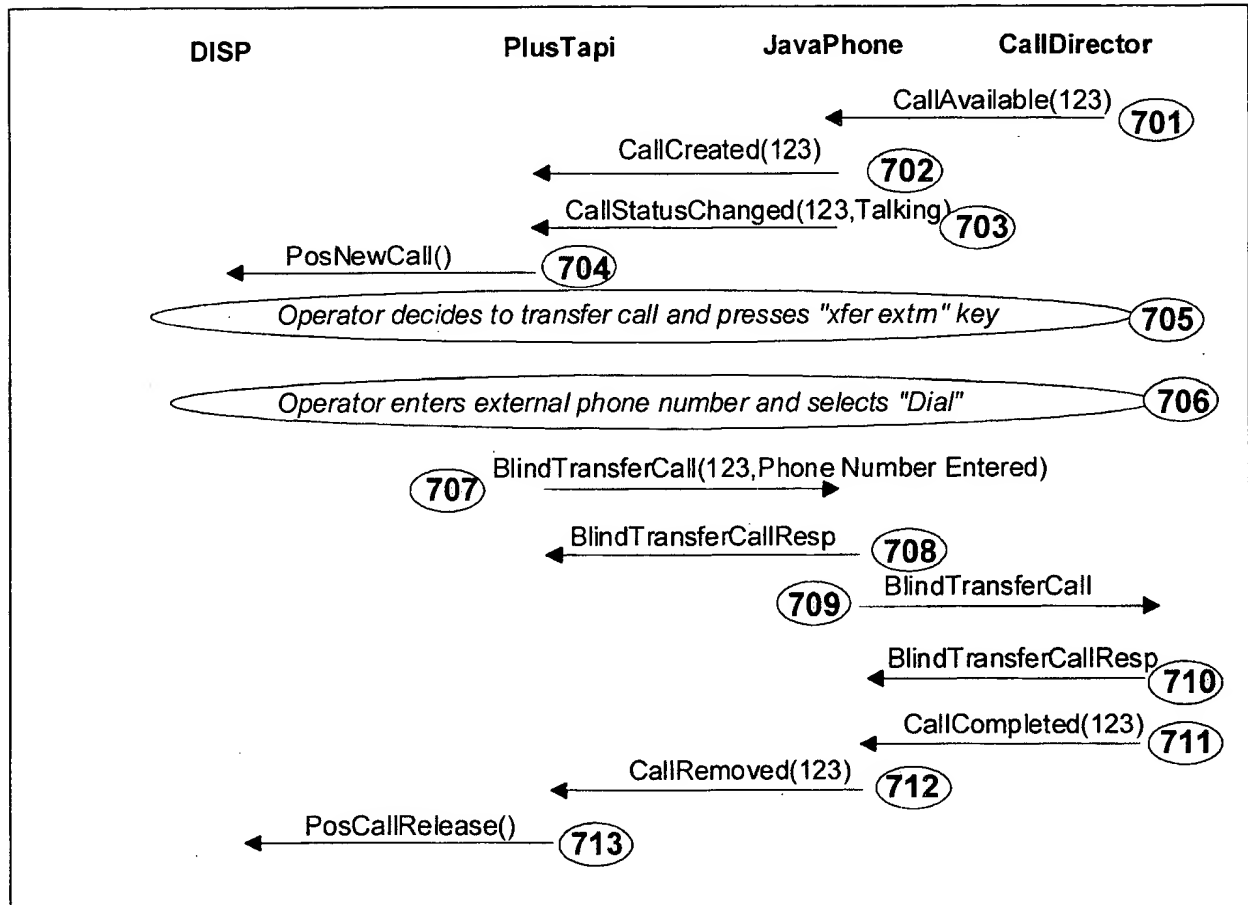 DISP PlusTapi JavaPhone CallDirector
CallAvailable(123) 701
CallCreated(123) 702
CallStatusChanged(123,Talking) 703
PosNewCall() 704
Operator decides to transfer call and presses "xfer extrn" key 705
Operator enters external phone number and selects "Dial" 706
707 BlindTransferCall(123,Phone Number Entered)
BlindTransferCallResp 708
709 BlindTransferCall
BlindTransferCallResp 710
CallCompleted(123) 711
CallRemoved(123) 712
PosCallRelease() 713